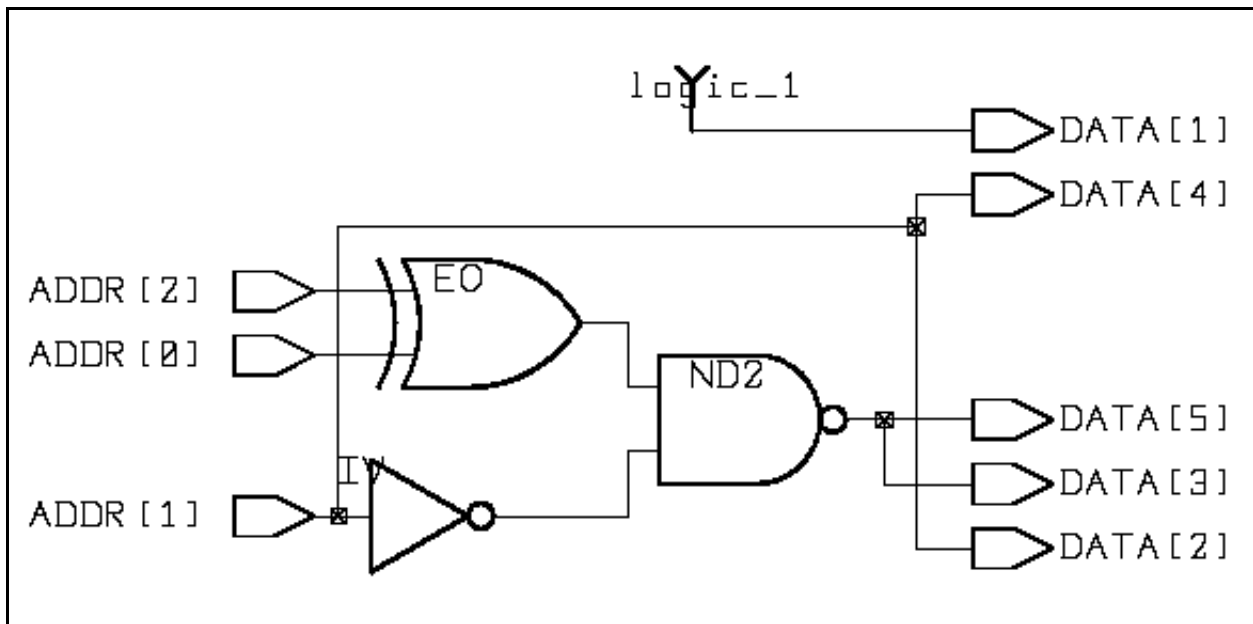 logic_1
DATA[1]
DATA[4]
EO
ADDR[2]
ADDR[0]
ND2
DATA[5]
IV
DATA[3]
ADDR[1]
DATA[2]